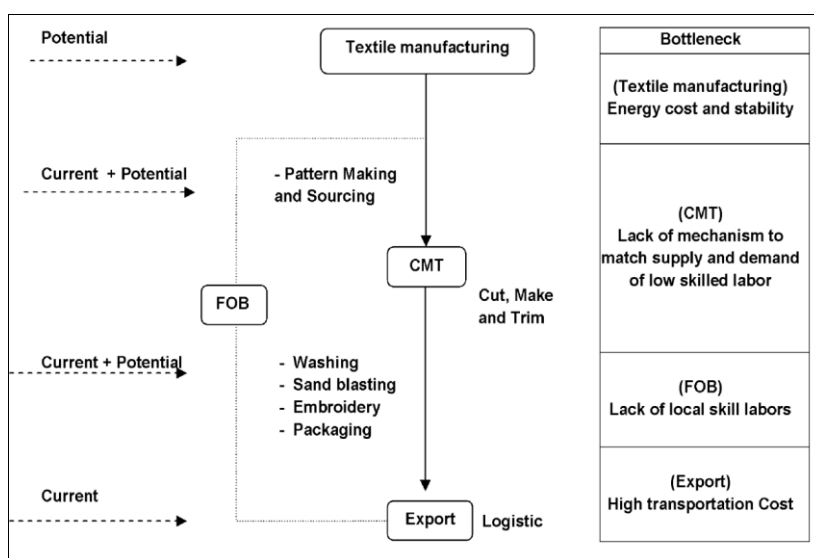 Potential
Textile manufacturing
Current + Potential
- Pattern Making
and Sourcing
CMT
Cut, Make
and Trim
FOB
Current + Potential
- Washing
- Sand blasting
- Embroidery
- Packaging
Current
Export
Logistic
Bottleneck
(Textile manufacturing)
Energy cost and stability
(CMT)
Lack of mechanism to
match supply and demand
of low skilled labor
(FOB)
Lack of local skill labors
(Export)
High transportation Cost